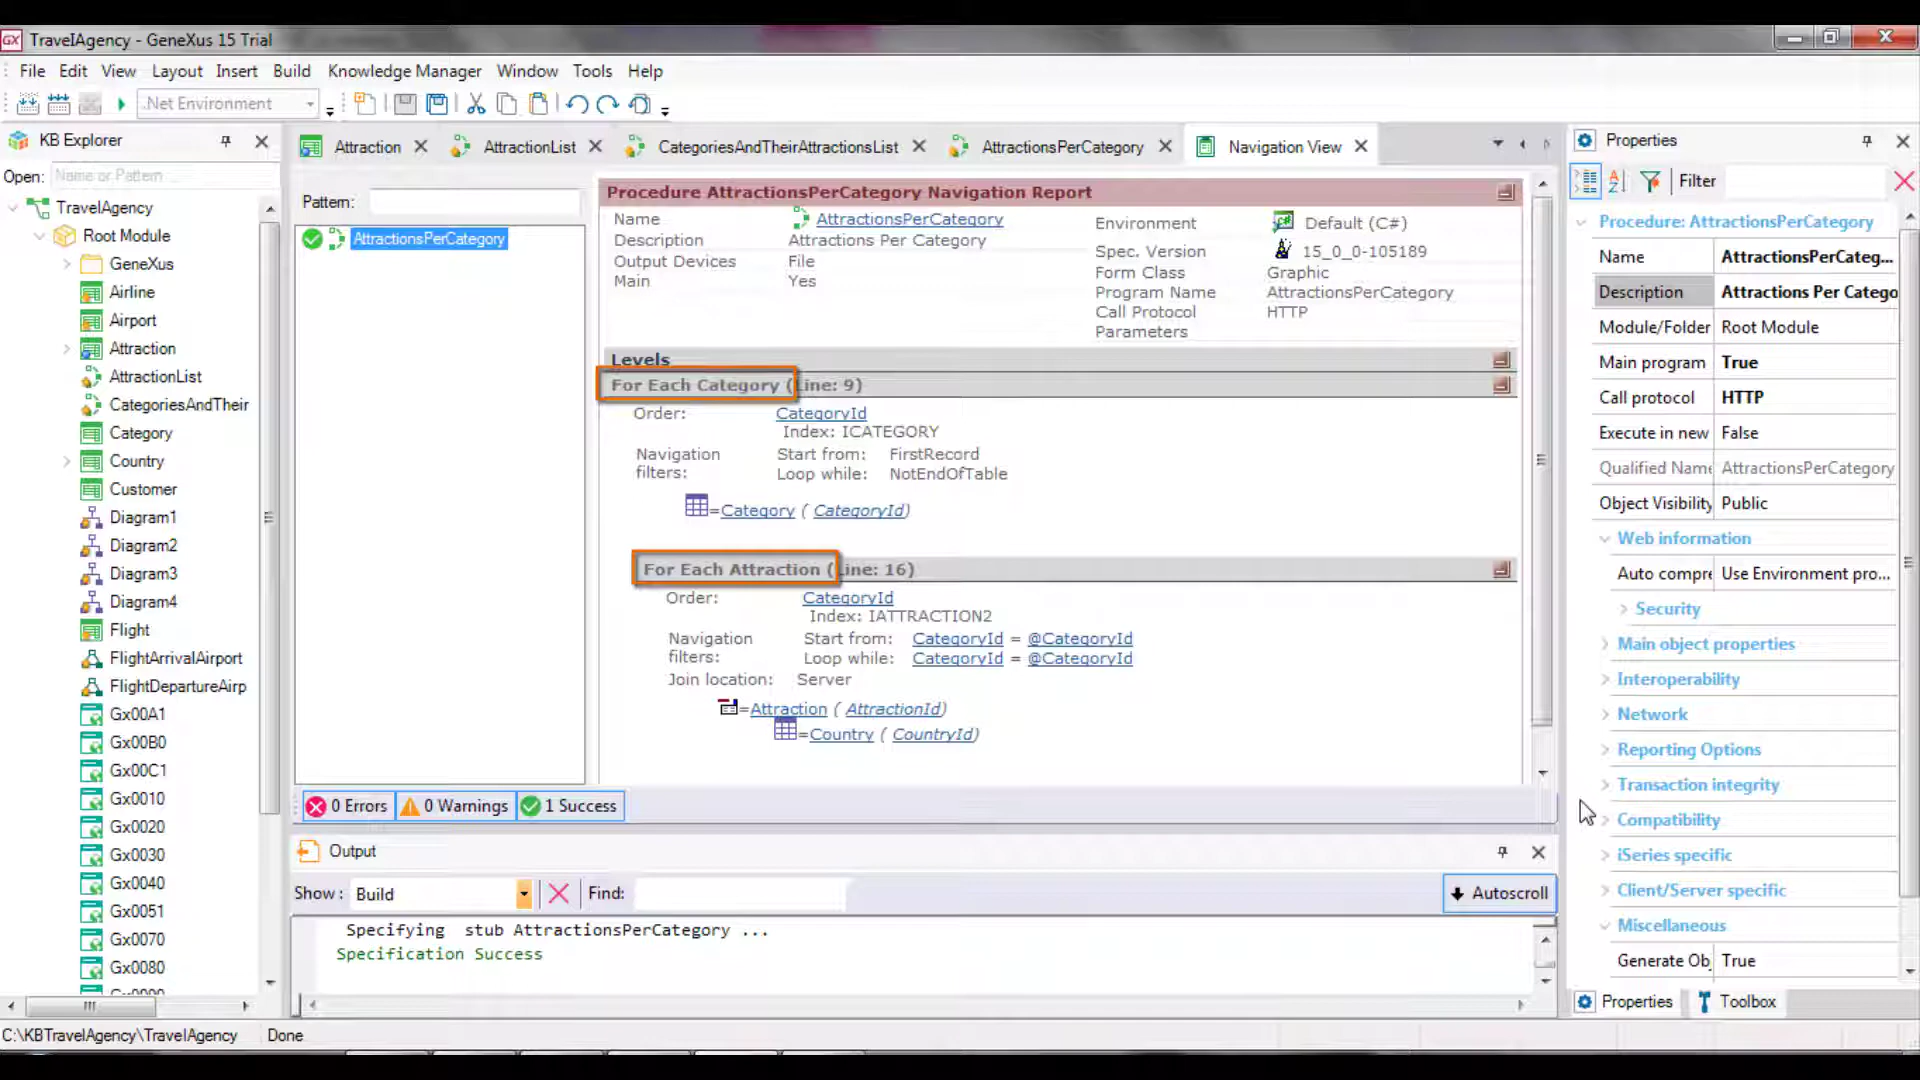 GX TravelAgency - GeneXus 15 Trial
File Edit View Layout Insert Build Knowledge Manager Window Tools Help
.Net Environment
KB Explorer
Open: Name or Pattern
TravelAgency
Root Module
GeneXus
Airline
Airport
Attraction
AttractionList
CategoriesAndTheir
Category
Country
Customer
Diagram1
Diagram2
Diagram3
Diagram4
Flight
FlightArrivalAirport
FlightDepartureAirp
Gx00A1
Gx00B0
Gx00C1
Gx0010
Gx0020
Gx0030
Gx0040
Gx0051
Gx0070
Gx0080
Attraction AttractionList CategoriesAndTheirAttractionsList AttractionsPerCategory Navigation View
Pattern:
AttractionsPerCategory
Procedure AttractionsPerCategory Navigation Report
Name AttractionsPerCategory
Description Attractions Per Category
Output Devices File
Main Yes
Environment Default (C#)
Spec. Version 15_0_0-105189
Form Class Graphic
Program Name AttractionsPerCategory
Call Protocol HTTP
Parameters
Levels
For Each Category (Line: 9)
Order: CategoryId
Index: ICATEGORY
Navigation Start from: FirstRecord
filters: Loop while: NotEndOfTable
=Category ( CategoryId)
For Each Attraction (Line: 16)
Order: CategoryId
Index: IATTRACTION2
Navigation Start from: CategoryId = @CategoryId
filters: Loop while: CategoryId = @CategoryId
Join location: Server
=Attraction ( AttractionId)
=Country ( CountryId)
0 Errors 0 Warnings 1 Success
Output
Show: Build Find: Autoscroll
Specifying stub AttractionsPerCategory ...
Specification Success
Properties
Filter
Procedure: AttractionsPerCategory
Name AttractionsPerCateg...
Description Attractions Per Catego
Module/Folder Root Module
Main program True
Call protocol HTTP
Execute in new False
Qualified Name AttractionsPerCategory
Object Visibility Public
Web information
Auto compre Use Environment pro...
Security
Main object properties
Interoperability
Network
Reporting Options
Transaction integrity
Compatibility
iSeries specific
Client/Server specific
Miscellaneous
Generate Ob True
Properties Toolbox
C:\KBTravelAgency\TravelAgency Done